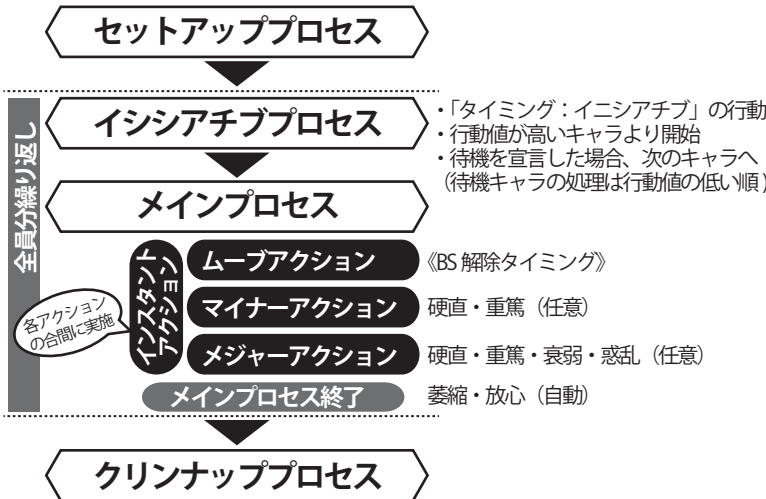 セットアッププロセス
全員分繰り返し
イシシアチブプロセス
・「タイミング：イニシアチブ」の行動
・行動値が高いキャラより開始
・待機を宣言した場合、次のキャラへ
（待機キャラの処理は行動値の低い順）
メインプロセス
インスタント
アクション
各アクション
の合間に実施
ムーブアクション
《BS 解除タイミング》
マイナーアクション
硬直・重篤（任意）
メジャーアクション
硬直・重篤・衰弱・惑乱（任意）
メインプロセス終了
萎縮・放心（自動）
クリンナッププロセス